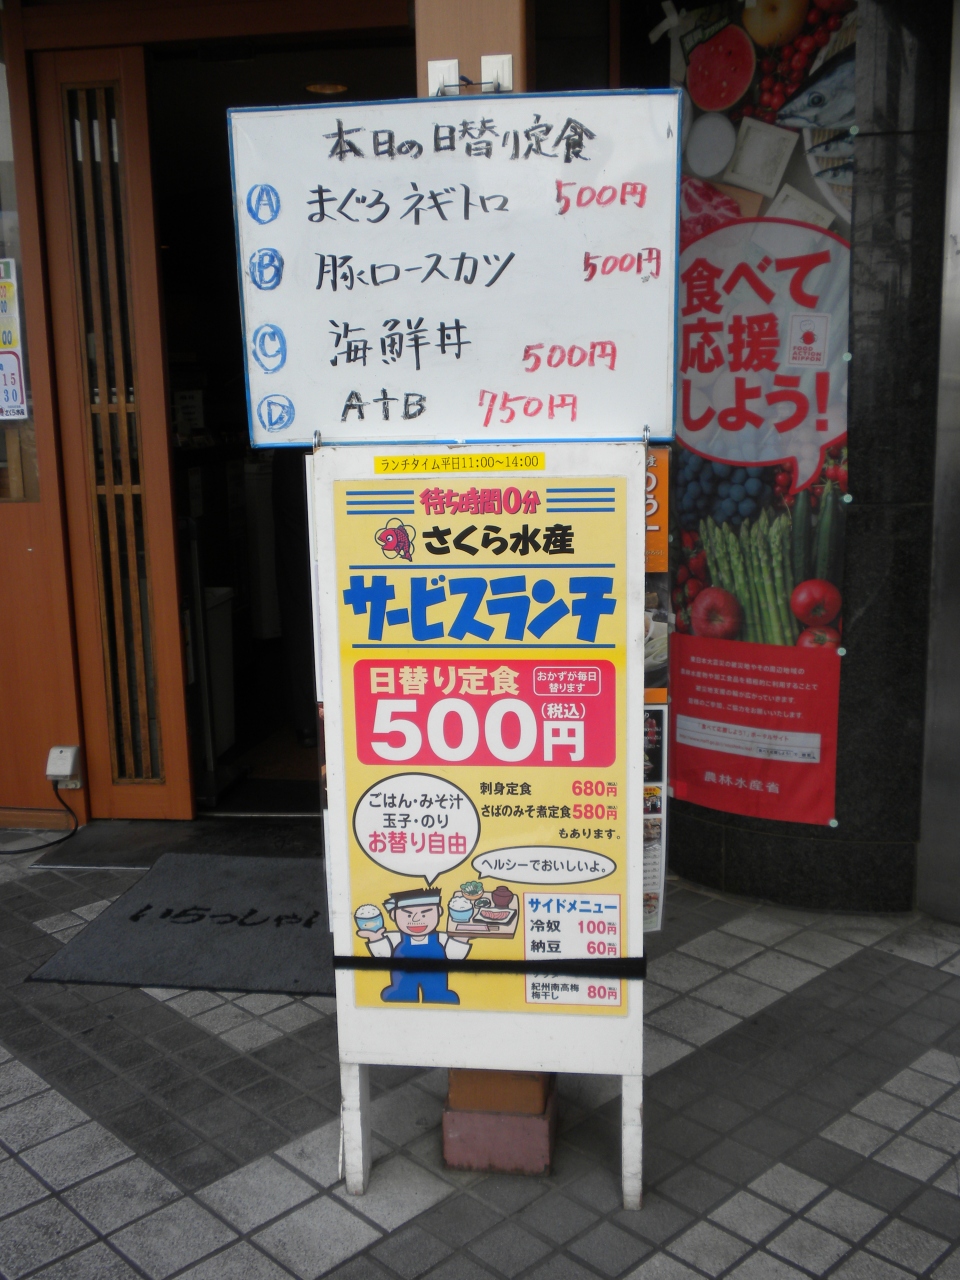 本日の日替り定食
A まぐろネギトロ 500円
B 豚ロースカツ 500円
C 海鮮丼 500円
D A+B 750円
ランチタイム平日11:00～14:00
待ち時間0分
さくら水産
サービスランチ
日替り定食
おかずが毎日
替ります
500円
(税込)
ごはん・みそ汁
玉子・のり
お替り自由
刺身定食 680円
さばのみそ煮定食 580円
もあります。
ヘルシーでおいしいよ。
サイドメニュー
冷奴 100円
納豆 60円
紀州南高梅
梅干し 80円
食べて
応援
しよう!
FOOD
ACTION
NIPPON
農林水産省
いらっしゃい
15
30
さくら水産